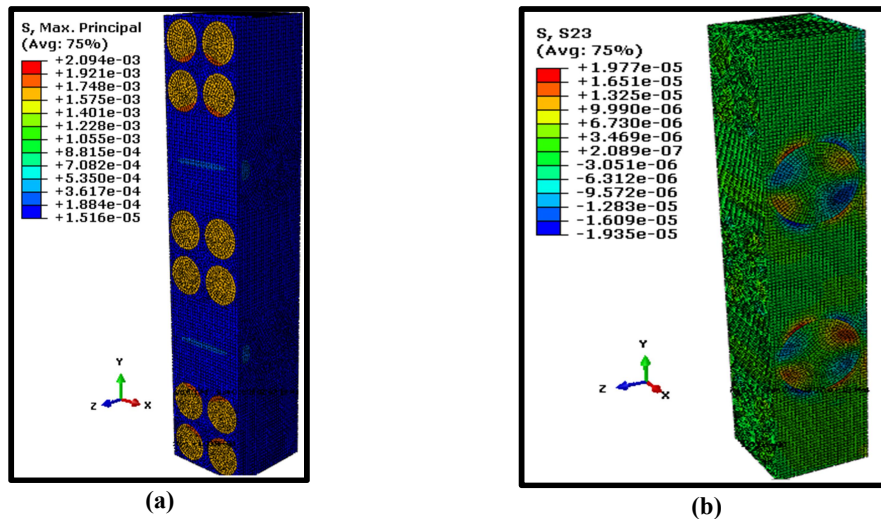 S, Max. Principal
(Avg: 75%)
+2.094e-03
+1.921e-03
+1.748e-03
+1.575e-03
+1.401e-03
+1.228e-03
+1.055e-03
+8.815e-04
+7.082e-04
+5.350e-04
+3.617e-04
+1.884e-04
+1.516e-05
Y
Z
X
(a)
S, S23
(Avg: 75%)
+1.977e-05
+1.651e-05
+1.325e-05
+9.990e-06
+6.730e-06
+3.469e-06
+2.089e-07
-3.051e-06
-6.312e-06
-9.572e-06
-1.283e-05
-1.609e-05
-1.935e-05
Y
Z
X
(b)